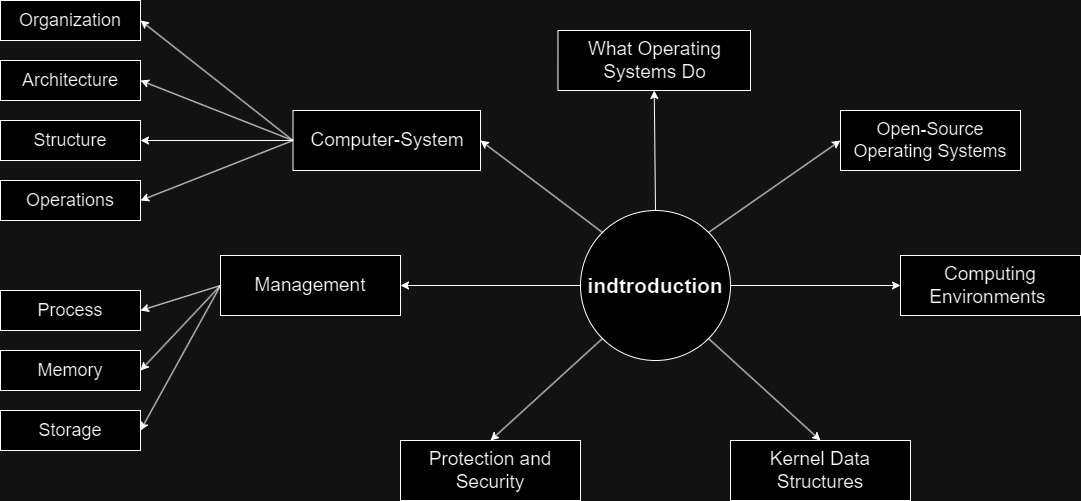 Organization
Architecture
Structure
Operations
Computer-System
What Operating
Systems Do
Open-Source
Operating Systems
Management
Process
Memory
Storage
indtroduction
Computing
Environments
Protection and
Security
Kernel Data
Structures